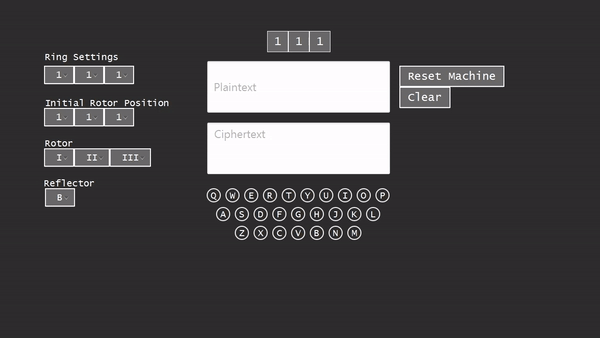 1 1 1
Ring Settings
1 1 1
Initial Rotor Position
1 1 1
Rotor
I II III
Reflector
B
Plaintext
Ciphertext
Reset Machine
Clear
Q W E R T Y U I O P
A S D F G H J K L
Z X C V B N M